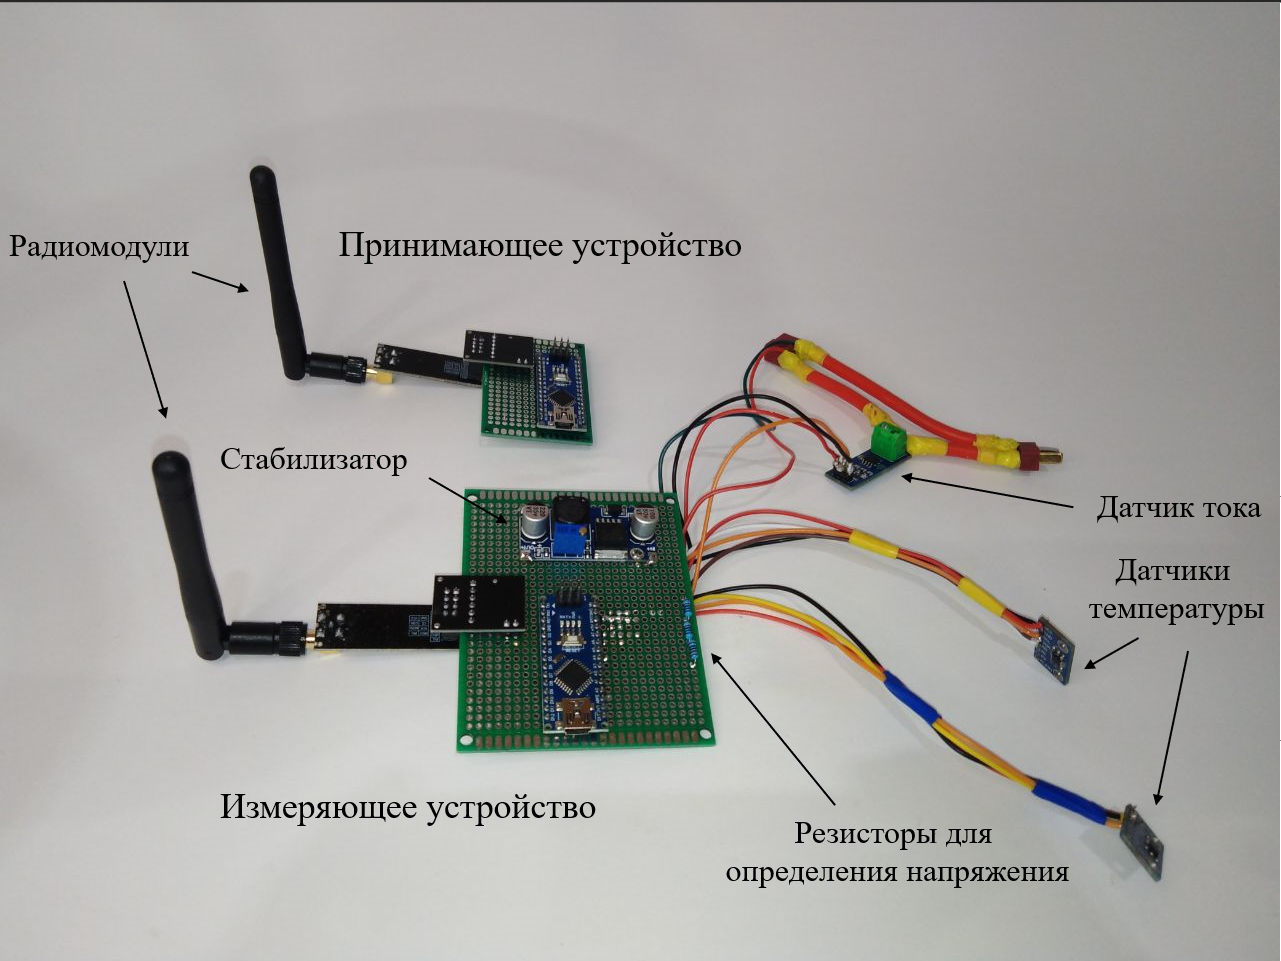 Радиомодули
Принимающее устройство
Стабилизатор
Датчик тока
Датчики
температуры
Измеряющее устройство
Резисторы для
определения напряжения